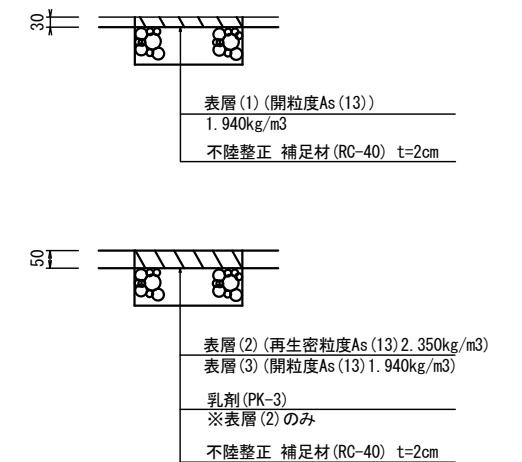 30
表層(1)(開粒度As(13))
1.940kg/m3
不陸整正 補足材(RC-40) t=2cm
50
表層(2)(再生密粒度As(13)2.350kg/m3)
表層(3)(開粒度As(13)1.940kg/m3)
乳剤(PK-3)
※表層(2)のみ
不陸整正 補足材(RC-40) t=2cm